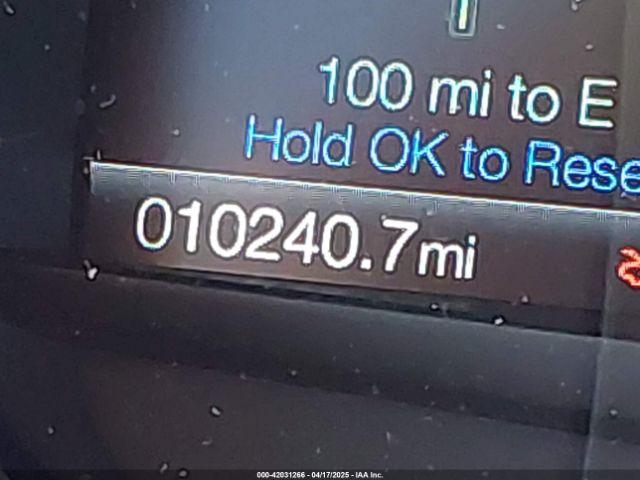 100 mi to E
Hold OK to Rese
010240.7mi
000-42031266 - 04/17/2025 - IAA Inc.